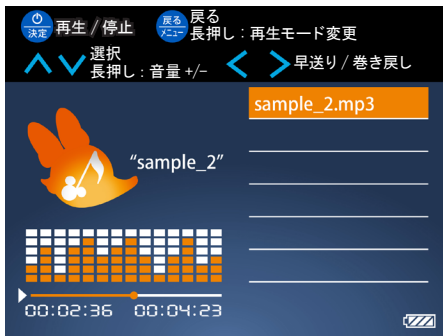 決定 再生 / 停止
戻る メニュー 戻る
長押し : 再生モード変更
選択
長押し : 音量 +/−
早送り / 巻き戻し
sample_2.mp3
“sample_2”
00:02:36 00:04:23